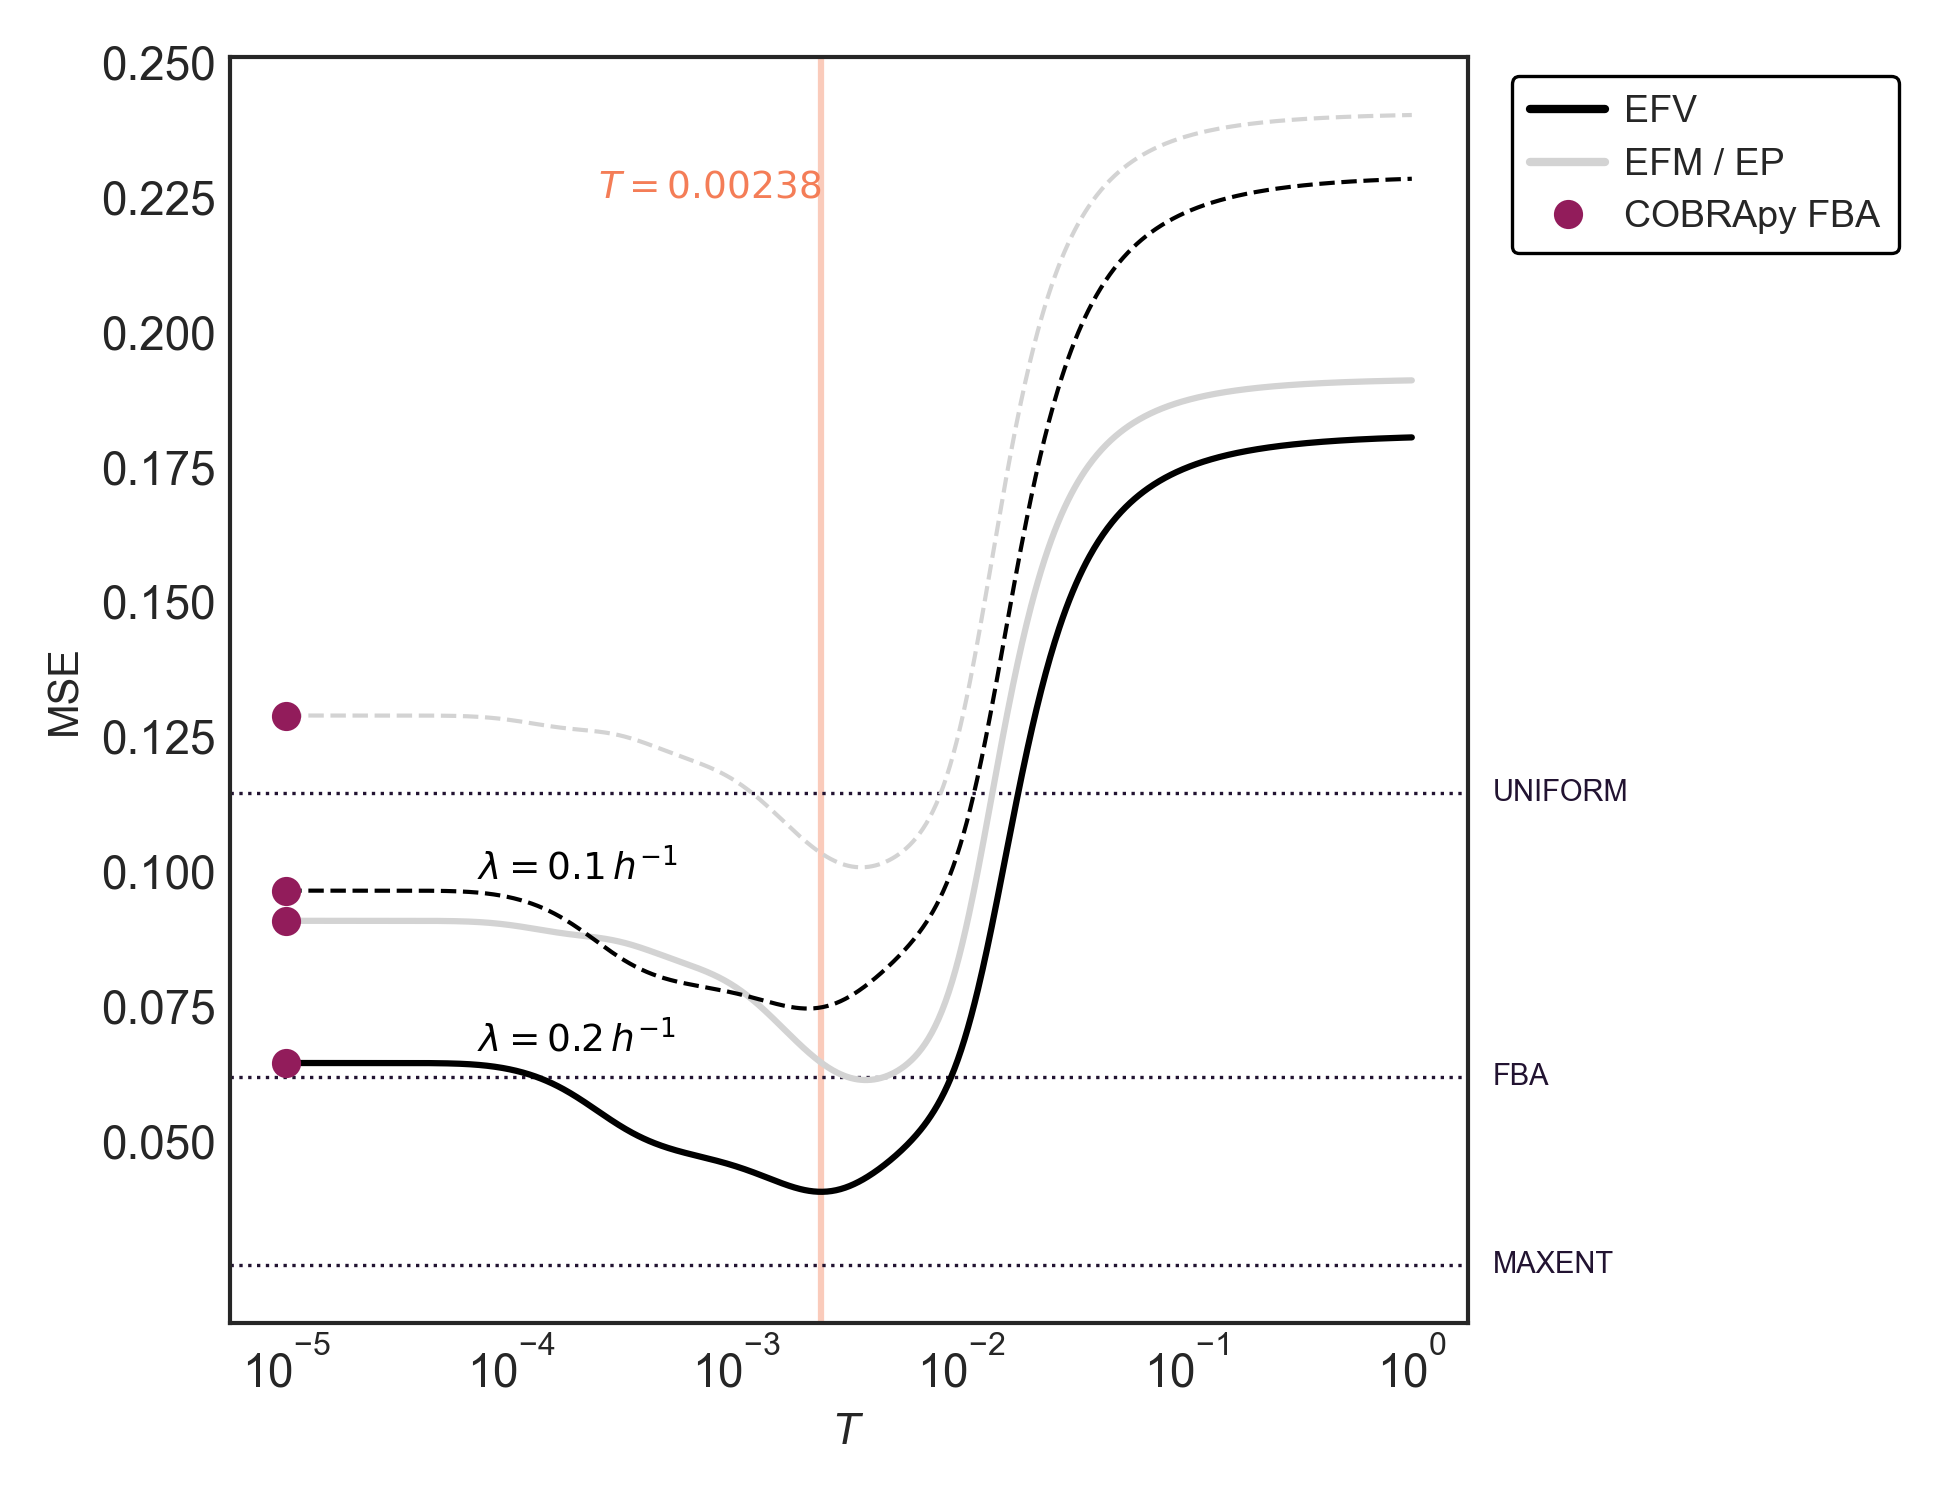 0.250
0.225
0.200
0.175
0.150
0.125
0.100
0.075
0.050
MSE
T = 0.00238
λ = 0.1 h⁻¹
λ = 0.2 h⁻¹
EFV
EFM / EP
COBRApy FBA
UNIFORM
FBA
MAXENT
10⁻⁵ 10⁻⁴ 10⁻³ 10⁻² 10⁻¹ 10⁰
T